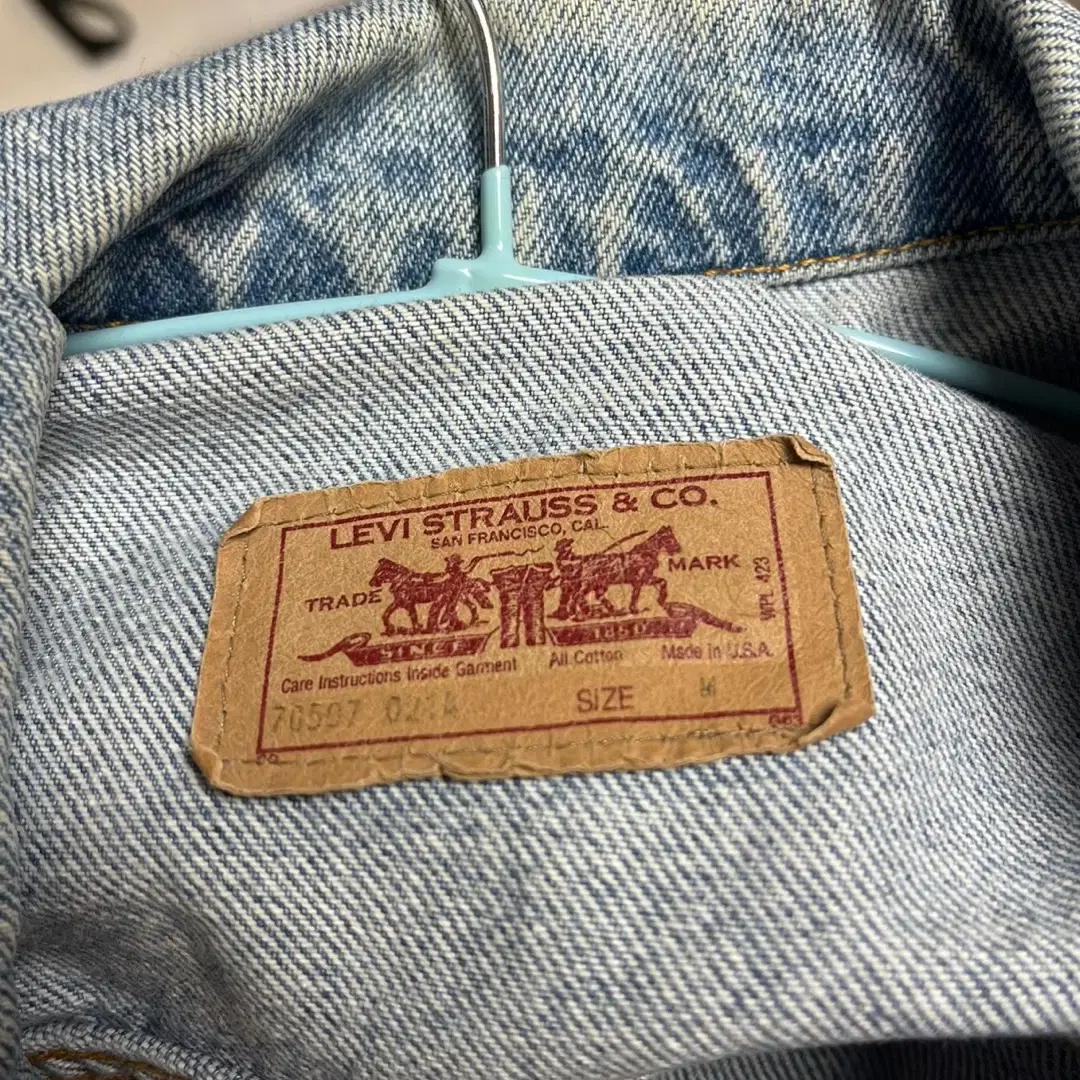 LEVI STRAUSS & CO.
SAN FRANCISCO, CAL.
TRADE MARK
WPL 423
SINCE 1850
Care Instructions Inside Garment All Cotton Made in U.S.A.
SIZE M